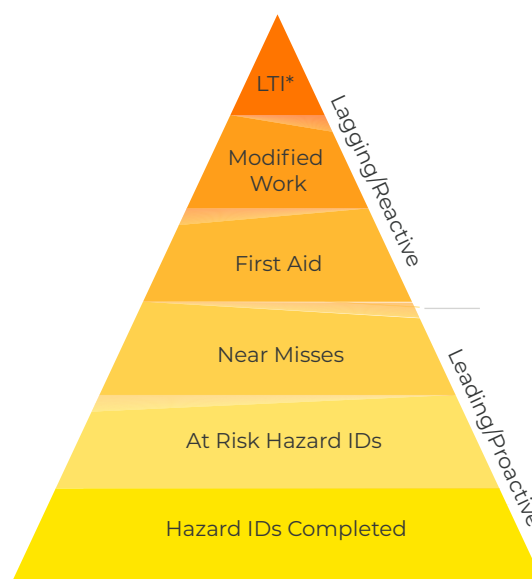 LTI*
Modified
Work
First Aid
Near Misses
At Risk Hazard IDs
Hazard IDs Completed
Lagging/Reactive
Leading/Proactive